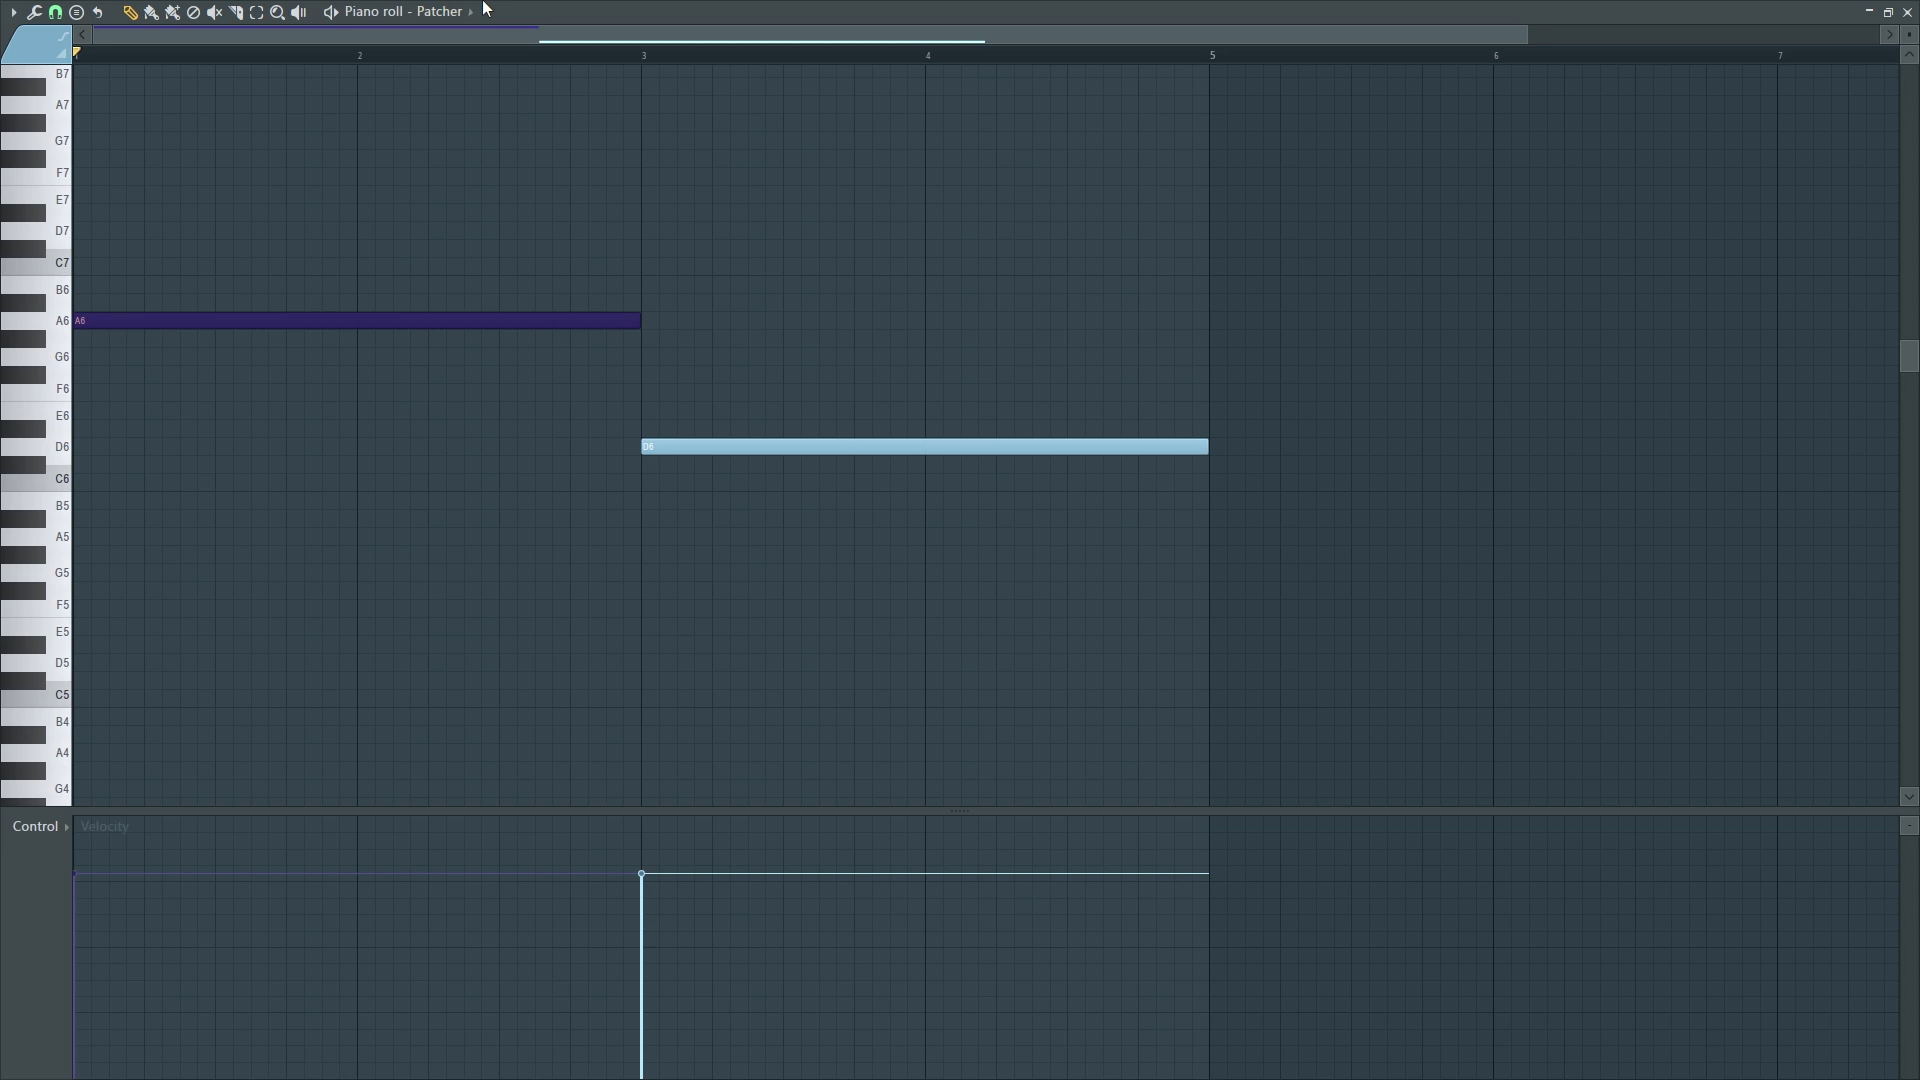 Piano roll - Patcher
2 3 4 5 6 7
B7
A7
G7
F7
E7
D7
C7
B6
A6 A6
G6
F6
E6
D6 D6
C6
B5
A5
G5
F5
E5
D5
C5
B4
A4
G4
Control Velocity